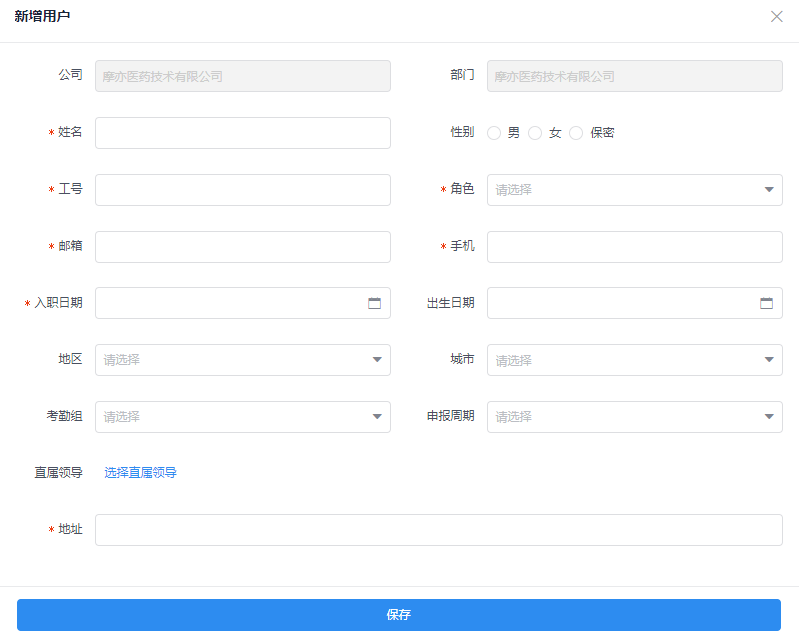 新增用户
公司 摩亦医药技术有限公司 部门 摩亦医药技术有限公司
* 姓名 性别 男 女 保密
* 工号 * 角色 请选择
* 邮箱 * 手机
* 入职日期 出生日期
地区 请选择 城市 请选择
考勤组 请选择 申报周期 请选择
直属领导 选择直属领导
* 地址
保存